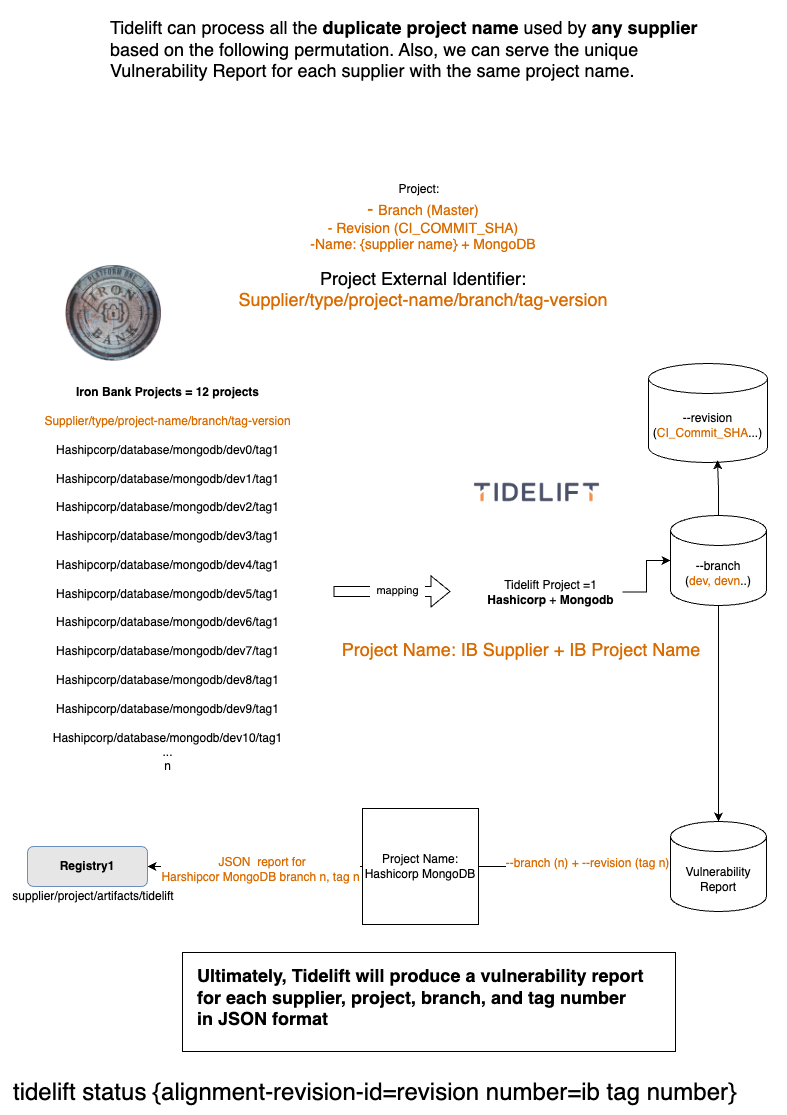 Tidelift can process all the duplicate project name used by any supplier
based on the following permutation. Also, we can serve the unique
Vulnerability Report for each supplier with the same project name.
Project:
- Branch (Master)
- Revision (CI_COMMIT_SHA)
-Name: {supplier name} + MongoDB
Project External Identifier:
Supplier/type/project-name/branch/tag-version
PLATFORM ONE
IRON
BANK
Iron Bank Projects = 12 projects
Supplier/type/project-name/branch/tag-version
Hashipcorp/database/mongodb/dev0/tag1
Hashipcorp/database/mongodb/dev1/tag1
Hashipcorp/database/mongodb/dev2/tag1
Hashipcorp/database/mongodb/dev3/tag1
Hashipcorp/database/mongodb/dev4/tag1
Hashipcorp/database/mongodb/dev5/tag1
Hashipcorp/database/mongodb/dev6/tag1
Hashipcorp/database/mongodb/dev7/tag1
Hashipcorp/database/mongodb/dev8/tag1
Hashipcorp/database/mongodb/dev9/tag1
Hashipcorp/database/mongodb/dev10/tag1
...
n
mapping
TIDELIFT
Tidelift Project =1
Hashicorp + Mongodb
--revision
(CI_Commit_SHA...)
--branch
(dev, devn..)
Project Name: IB Supplier + IB Project Name
Vulnerability
Report
--branch (n) + --revision (tag n)
Project Name:
Hashicorp MongoDB
JSON  report for
Harshipcor MongoDB branch n, tag n
Registry1
supplier/project/artifacts/tidelift
Ultimately, Tidelift will produce a vulnerability report
for each supplier, project, branch, and tag number
in JSON format
tidelift status {alignment-revision-id=revision number=ib tag number}